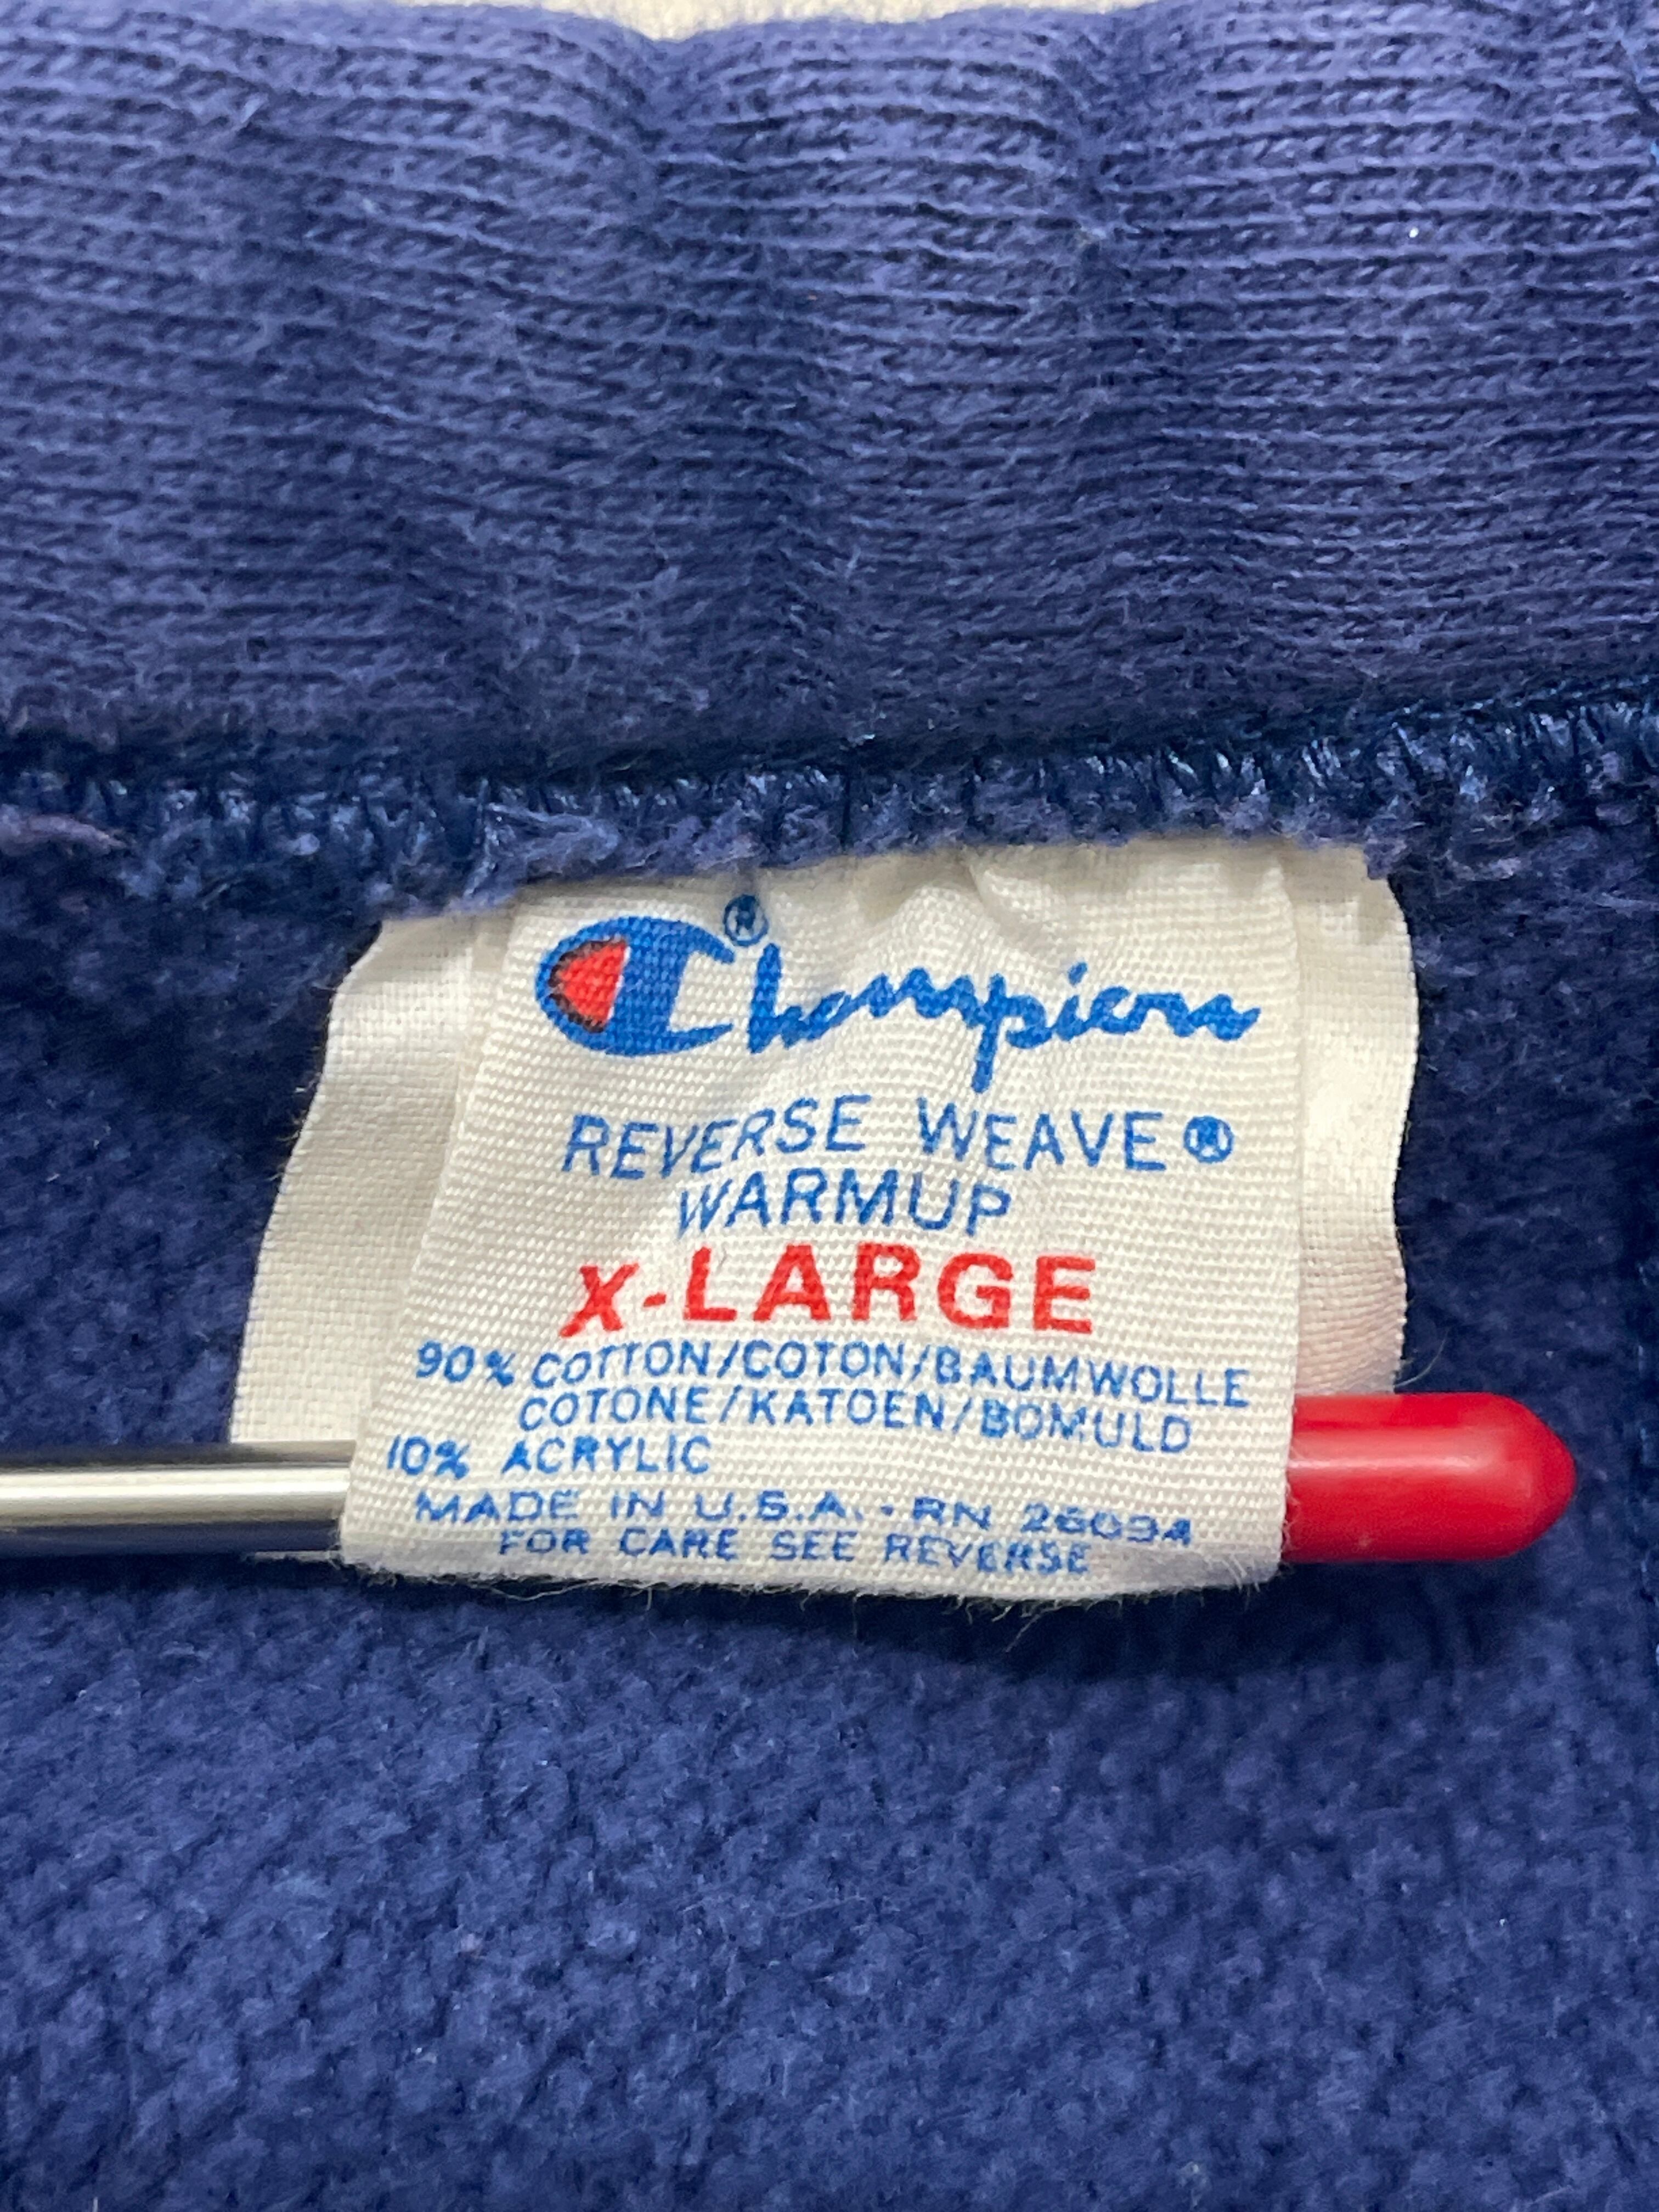 Champion®
REVERSE WEAVE®
WARMUP
X-LARGE
90% COTTON/COTON/BAUMWOLLE
COTONE/KATOEN/BOMULD
10% ACRYLIC
MADE IN U.S.A. - RN 26094
FOR CARE SEE REVERSE